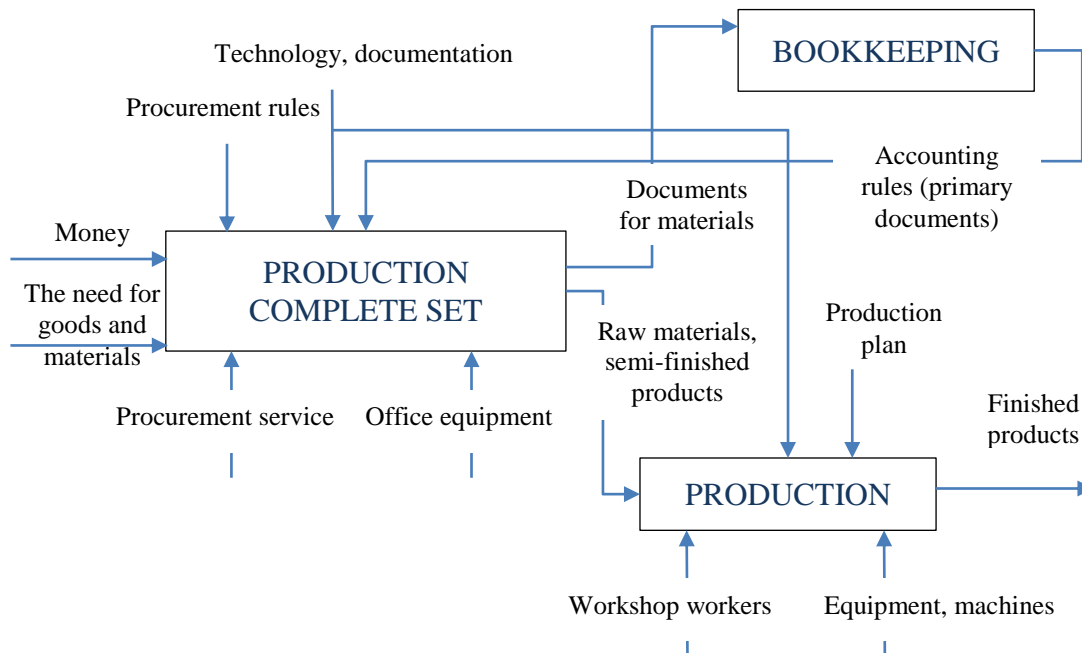 Technology, documentation
BOOKKEEPING
Procurement rules
Accounting
rules (primary
documents)
Documents
for materials
Money
PRODUCTION
COMPLETE SET
The need for
goods and
materials
Raw materials,
semi-finished
products
Production
plan
Procurement service
Office equipment
Finished
products
PRODUCTION
Workshop workers
Equipment, machines